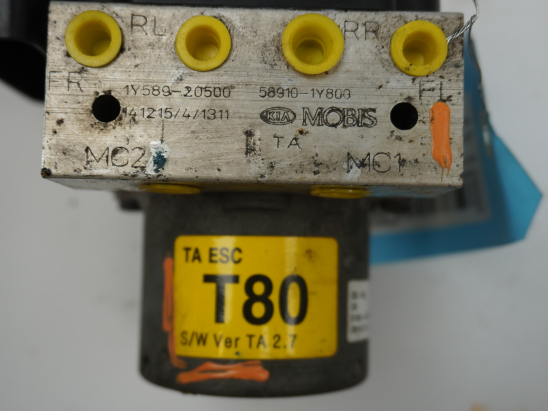 RL RR
FR FL
1Y589-20500 58910-1Y800
141215/4/1311 KIA MOBIS
TA
MC2 MC1
TA ESC
T80
S/W Ver TA 2.7